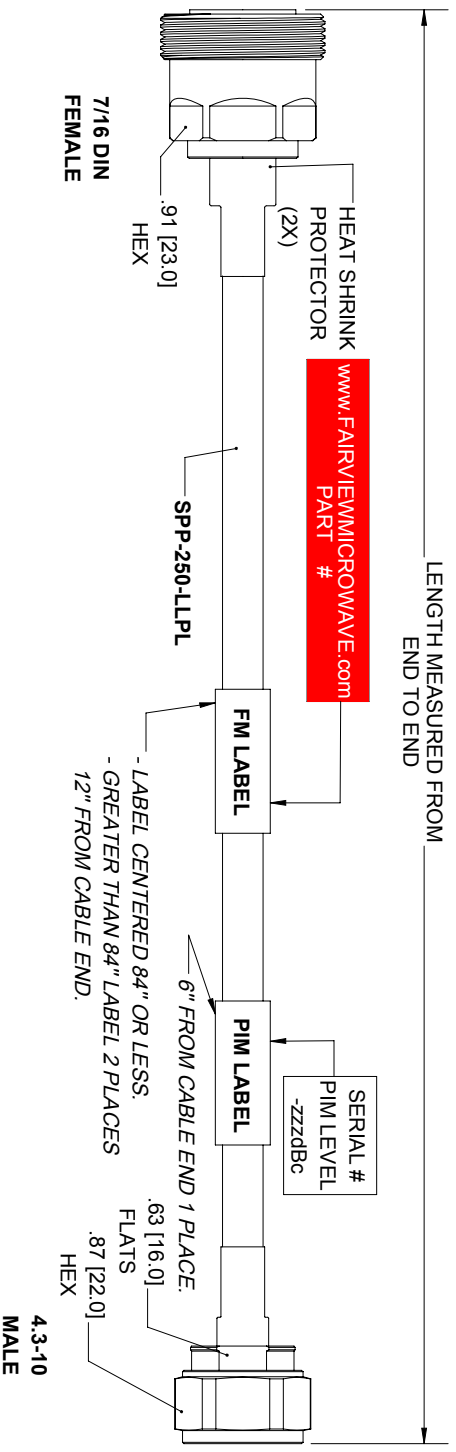 LENGTH MEASURED FROM
END TO END
HEAT SHRINK
PROTECTOR
(2X)
www.FAIRVIEWMICROWAVE.com
PART #
SERIAL #
PIM LEVEL
-zzzdBc
FM LABEL
PIM LABEL
.91 [23.0]
HEX
7/16 DIN
FEMALE
SPP-250-LLPL
- LABEL CENTERED 84" OR LESS.
- GREATER THAN 84" LABEL 2 PLACES
12" FROM CABLE END.
6" FROM CABLE END 1 PLACE.
.63 [16.0]
FLATS
.87 [22.0]
HEX
4.3-10
MALE